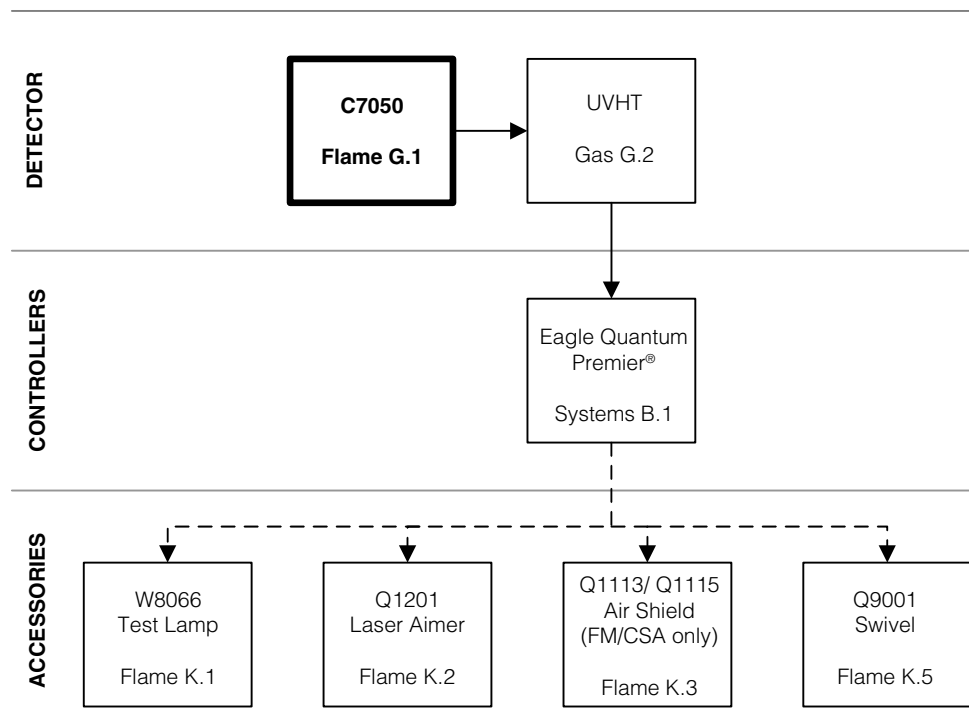 DETECTOR
C7050
Flame G.1
UVHT
Gas G.2
CONTROLLERS
Eagle Quantum
Premier®
Systems B.1
ACCESSORIES
W8066
Test Lamp
Flame K.1
Q1201
Laser Aimer
Flame K.2
Q1113/ Q1115
Air Shield
(FM/CSA only)
Flame K.3
Q9001
Swivel
Flame K.5